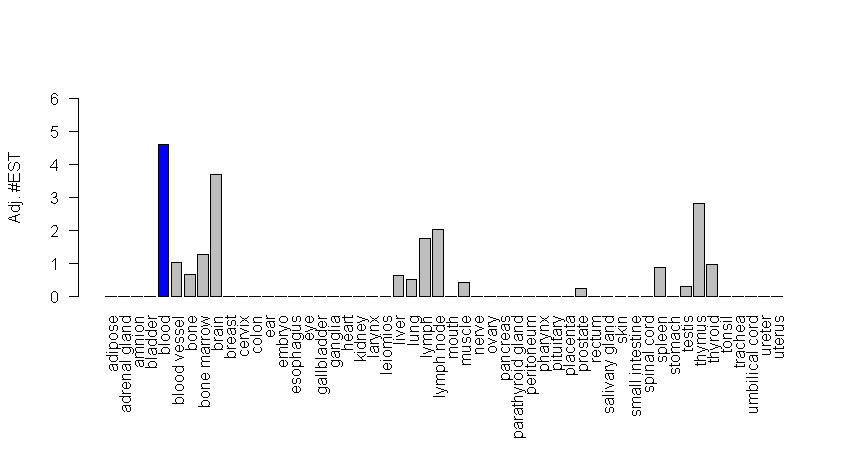 Adj. #EST
6
5
4
3
2
1
0
adipose
adrenal gland
amnion
bladder
blood
blood vessel
bone
bone marrow
brain
breast
cervix
colon
ear
embryo
esophagus
eye
gallbladder
ganglia
heart
kidney
larynx
leiomios
liver
lung
lymph
lymph node
mouth
muscle
nerve
ovary
pancreas
parathyroid gland
peritoneum
pharynx
pituitary
placenta
prostate
rectum
salivary gland
skin
small intestine
spinal cord
spleen
stomach
testis
thymus
thyroid
tonsil
trachea
umbilical cord
ureter
uterus